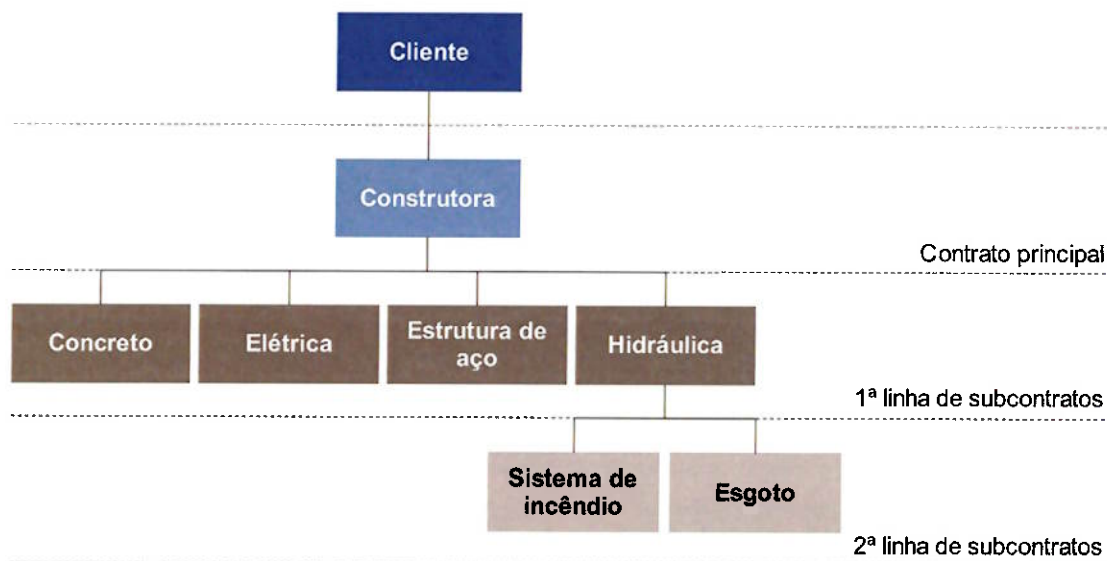 Cliente
Construtora
Contrato principal
Concreto
Elétrica
Estrutura de
aço
Hidráulica
1ª linha de subcontratos
Sistema de
incêndio
Esgoto
2ª linha de subcontratos